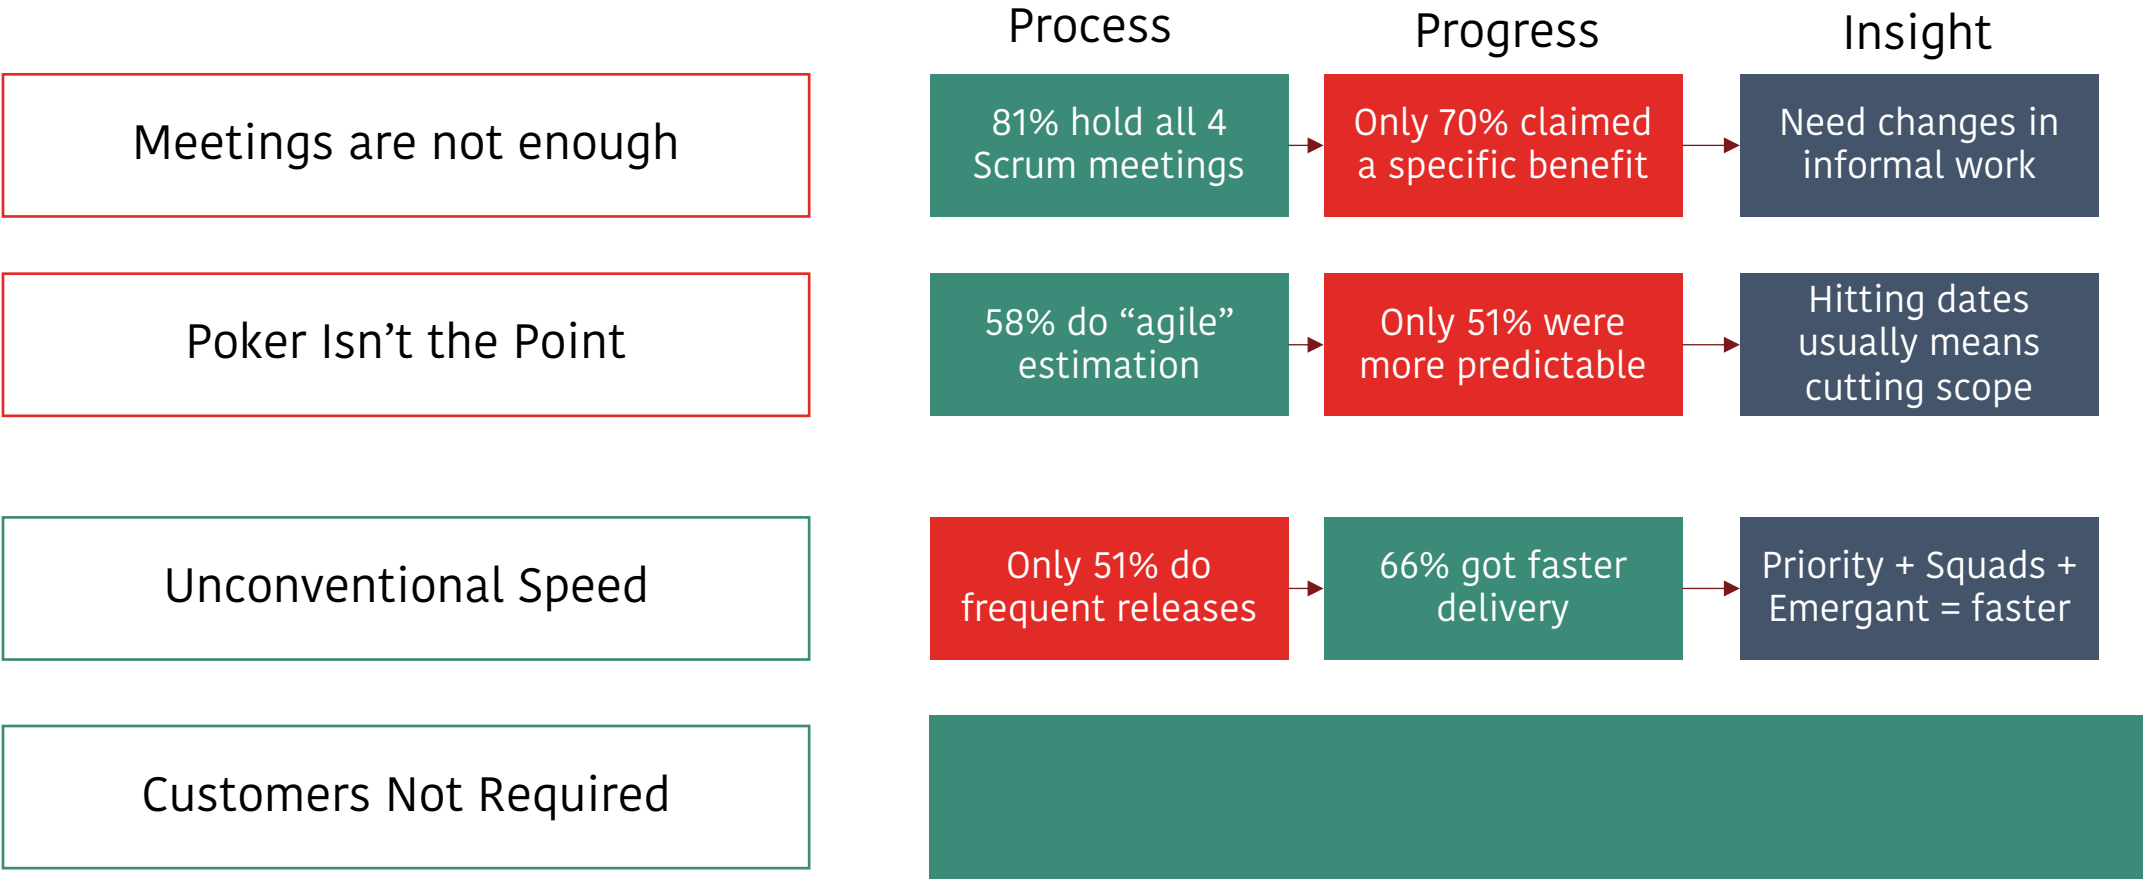 Process
Progress
Insight
Meetings are not enough
81% hold all 4
Scrum meetings
Only 70% claimed
a specific benefit
Need changes in
informal work
Poker Isn’t the Point
58% do “agile”
estimation
Only 51% were
more predictable
Hitting dates
usually means
cutting scope
Unconventional Speed
Only 51% do
frequent releases
66% got faster
delivery
Priority + Squads +
Emergant = faster
Customers Not Required